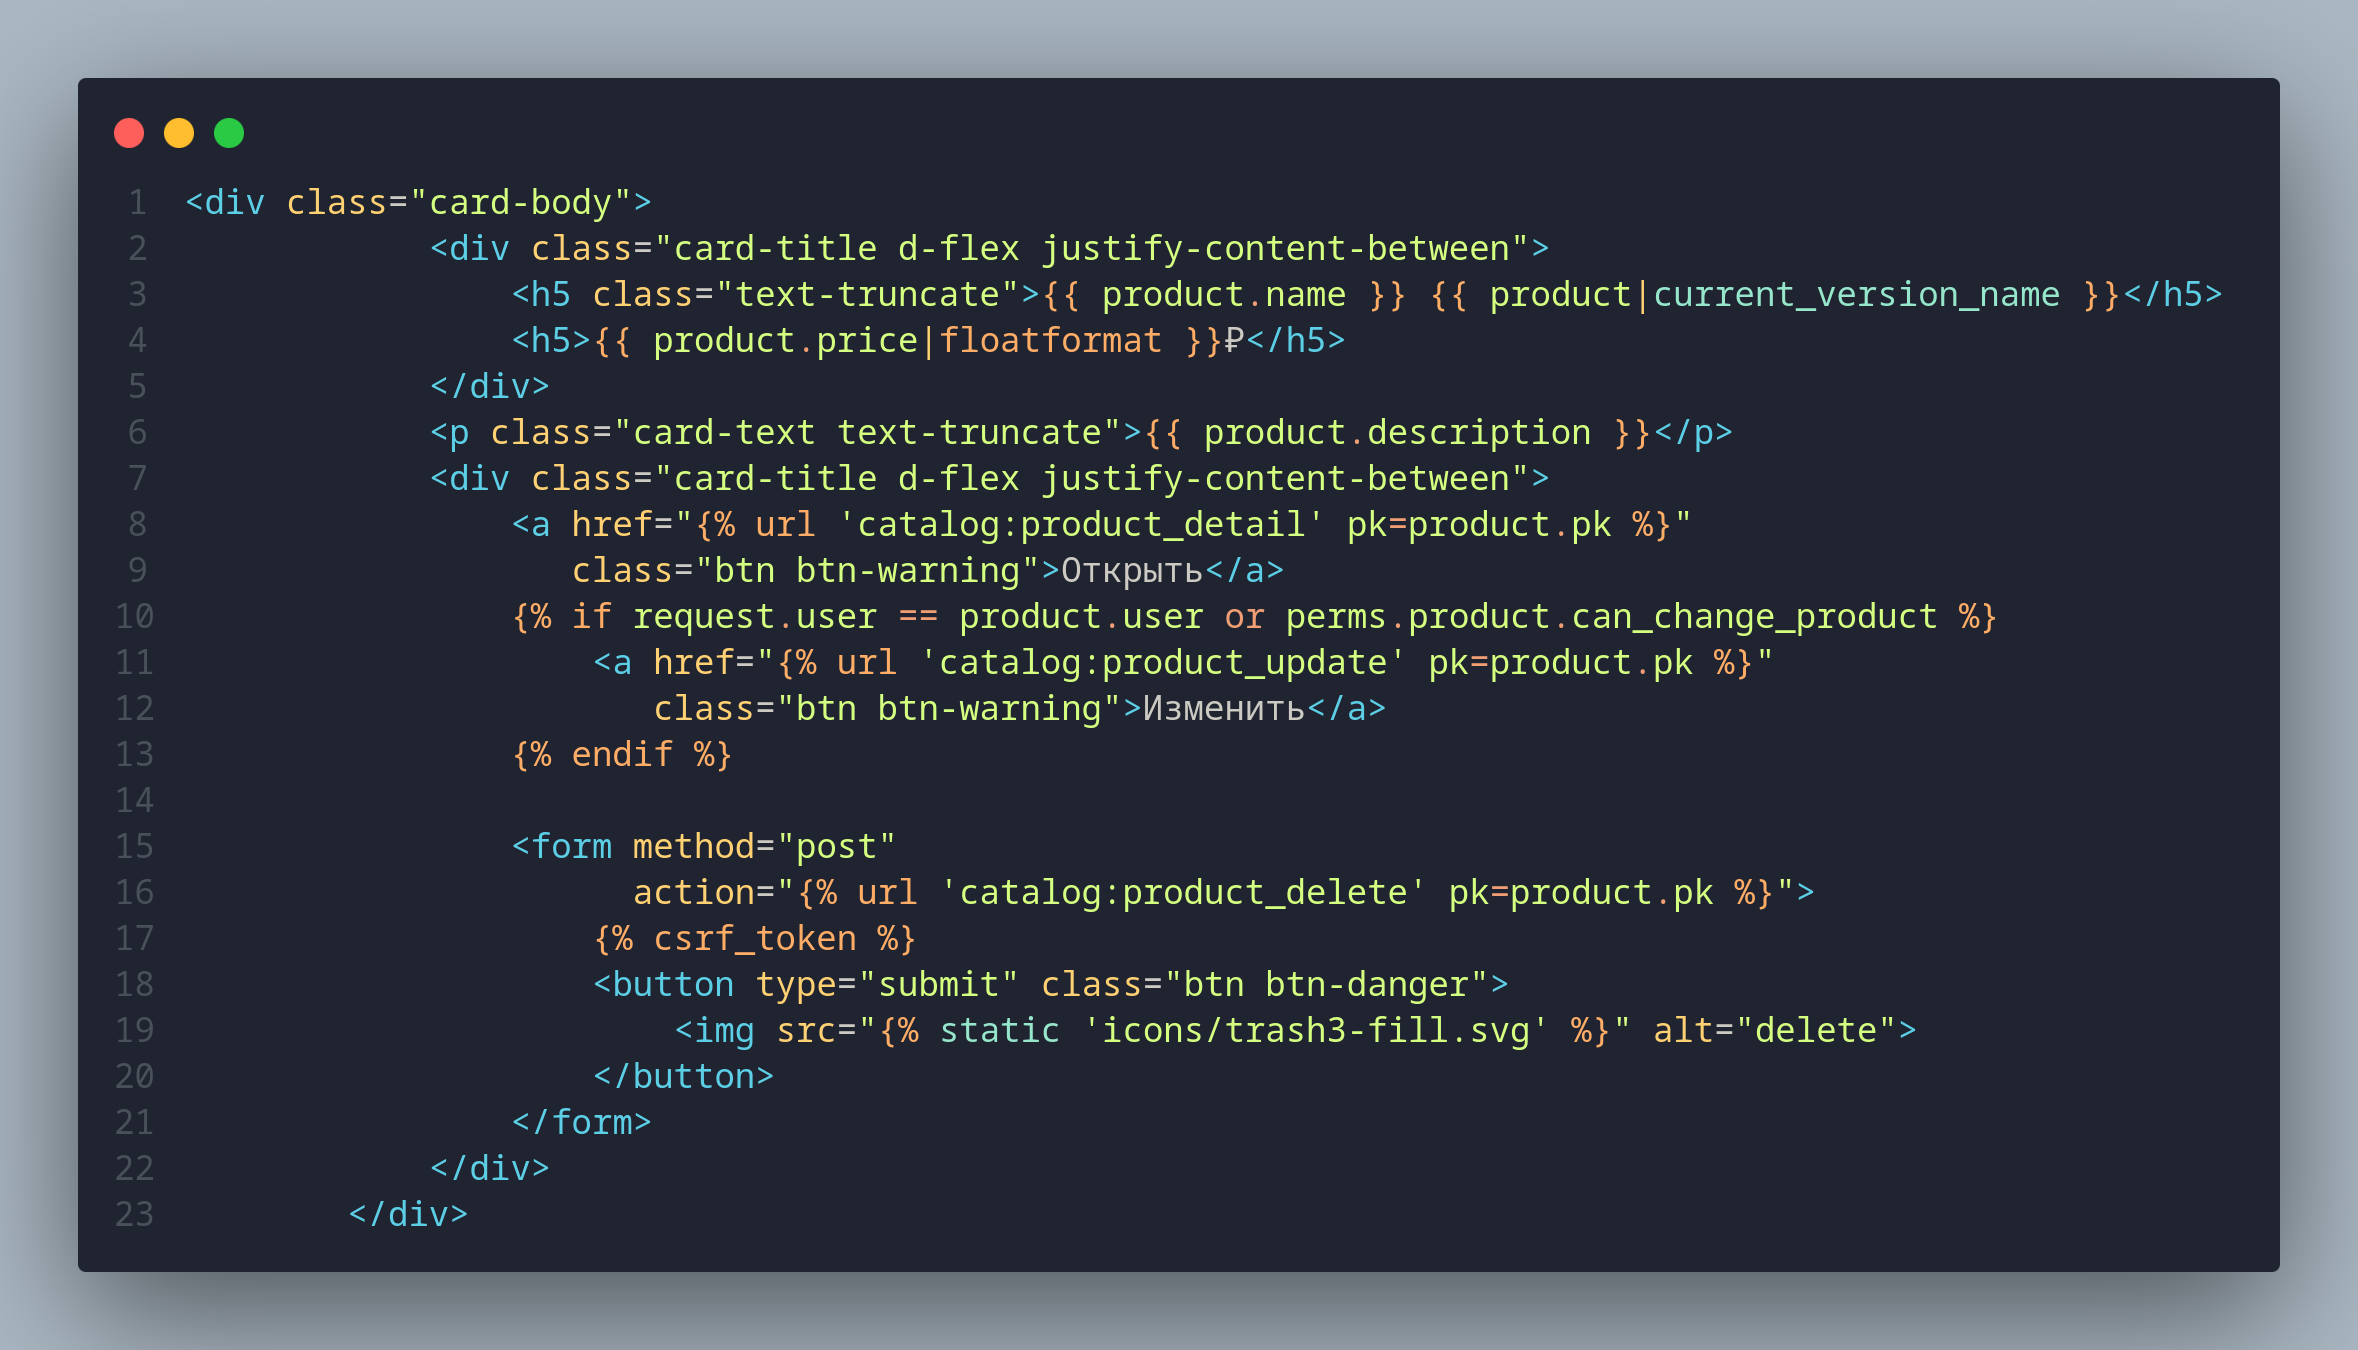 1 <div class="card-body">
2             <div class="card-title d-flex justify-content-between">
3                 <h5 class="text-truncate">{{ product.name }} {{ product|current_version_name }}</h5>
4                 <h5>{{ product.price|floatformat }}₽</h5>
5             </div>
6             <p class="card-text text-truncate">{{ product.description }}</p>
7             <div class="card-title d-flex justify-content-between">
8                 <a href="{% url 'catalog:product_detail' pk=product.pk %}"
9                    class="btn btn-warning">Открыть</a>
10                 {% if request.user == product.user or perms.product.can_change_product %}
11                     <a href="{% url 'catalog:product_update' pk=product.pk %}"
12                        class="btn btn-warning">Изменить</a>
13                 {% endif %}
14
15                 <form method="post"
16                       action="{% url 'catalog:product_delete' pk=product.pk %}">
17                     {% csrf_token %}
18                     <button type="submit" class="btn btn-danger">
19                         <img src="{% static 'icons/trash3-fill.svg' %}" alt="delete">
20                     </button>
21                 </form>
22             </div>
23         </div>